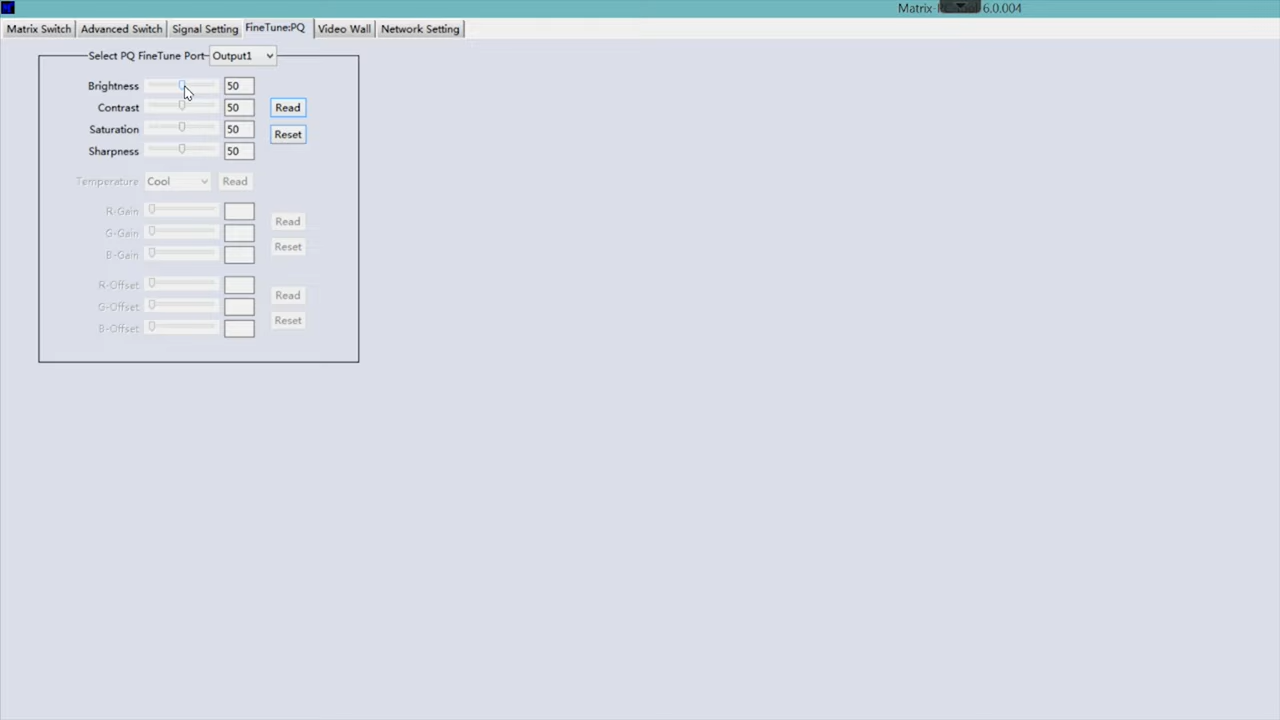 Matrix-PC Tool 6.0.004
Matrix Switch Advanced Switch Signal Setting FineTune:PQ Video Wall Network Setting
Select PQ FineTune Port Output1
Brightness 50
Contrast 50 Read
Saturation 50 Reset
Sharpness 50
Temperature Cool Read
R-Gain
Read
G-Gain
Reset
B-Gain
R-Offset
Read
G-Offset
Reset
B-Offset